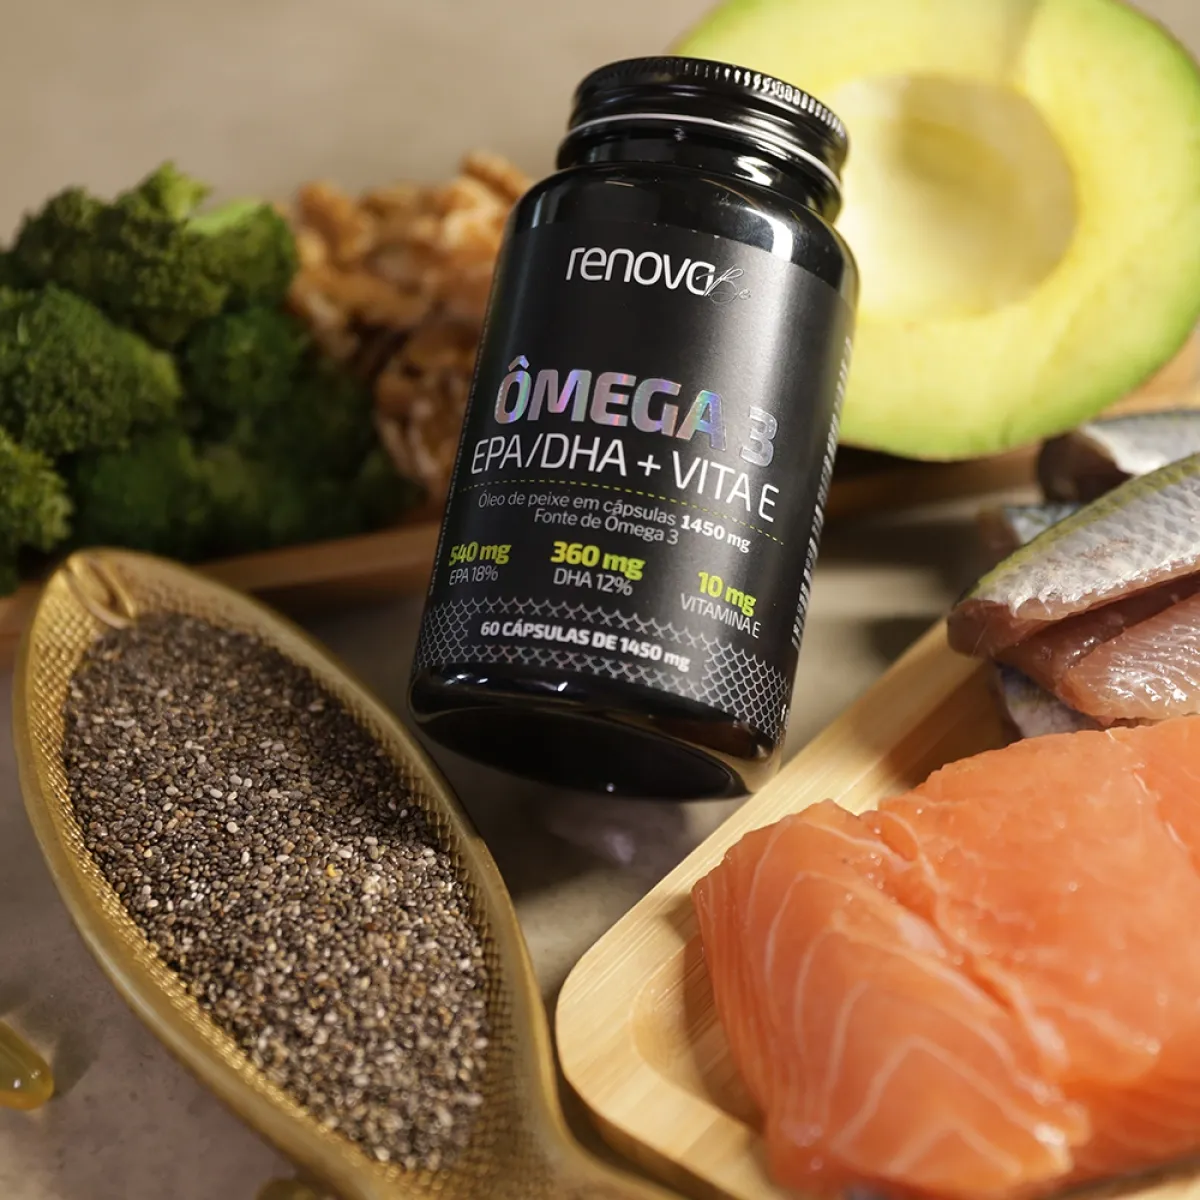 renova Be
ÔMEGA 3
EPA/DHA + VITA E
Óleo de peixe em cápsulas 1450 mg
Fonte de Ômega 3
540 mg 360 mg 10 mg
EPA 18% DHA 12% VITAMINA E
60 CÁPSULAS DE 1450 mg